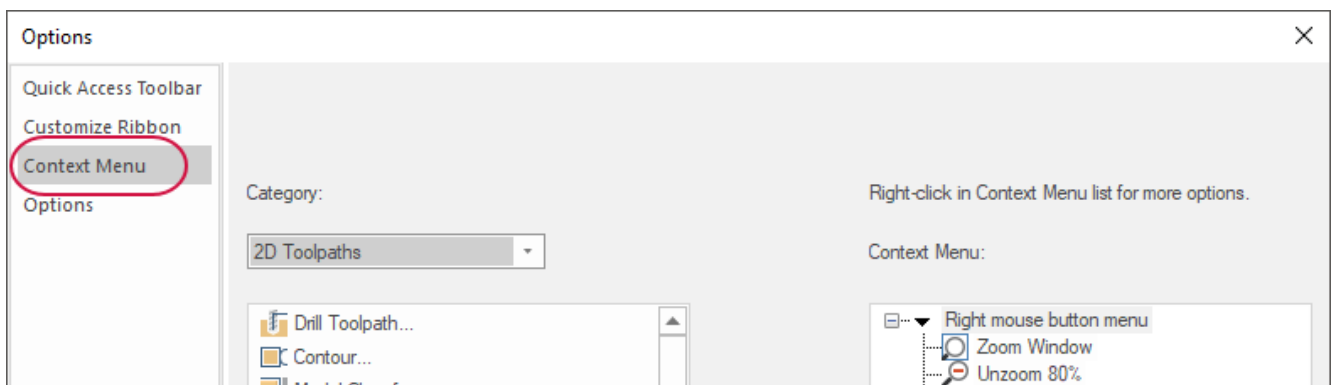 Options
Quick Access Toolbar
Customize Ribbon
Context Menu
Options
Category:
2D Toolpaths
Drill Toolpath...
Contour...
Right-click in Context Menu list for more options.
Context Menu:
Right mouse button menu
Zoom Window
Unzoom 80%